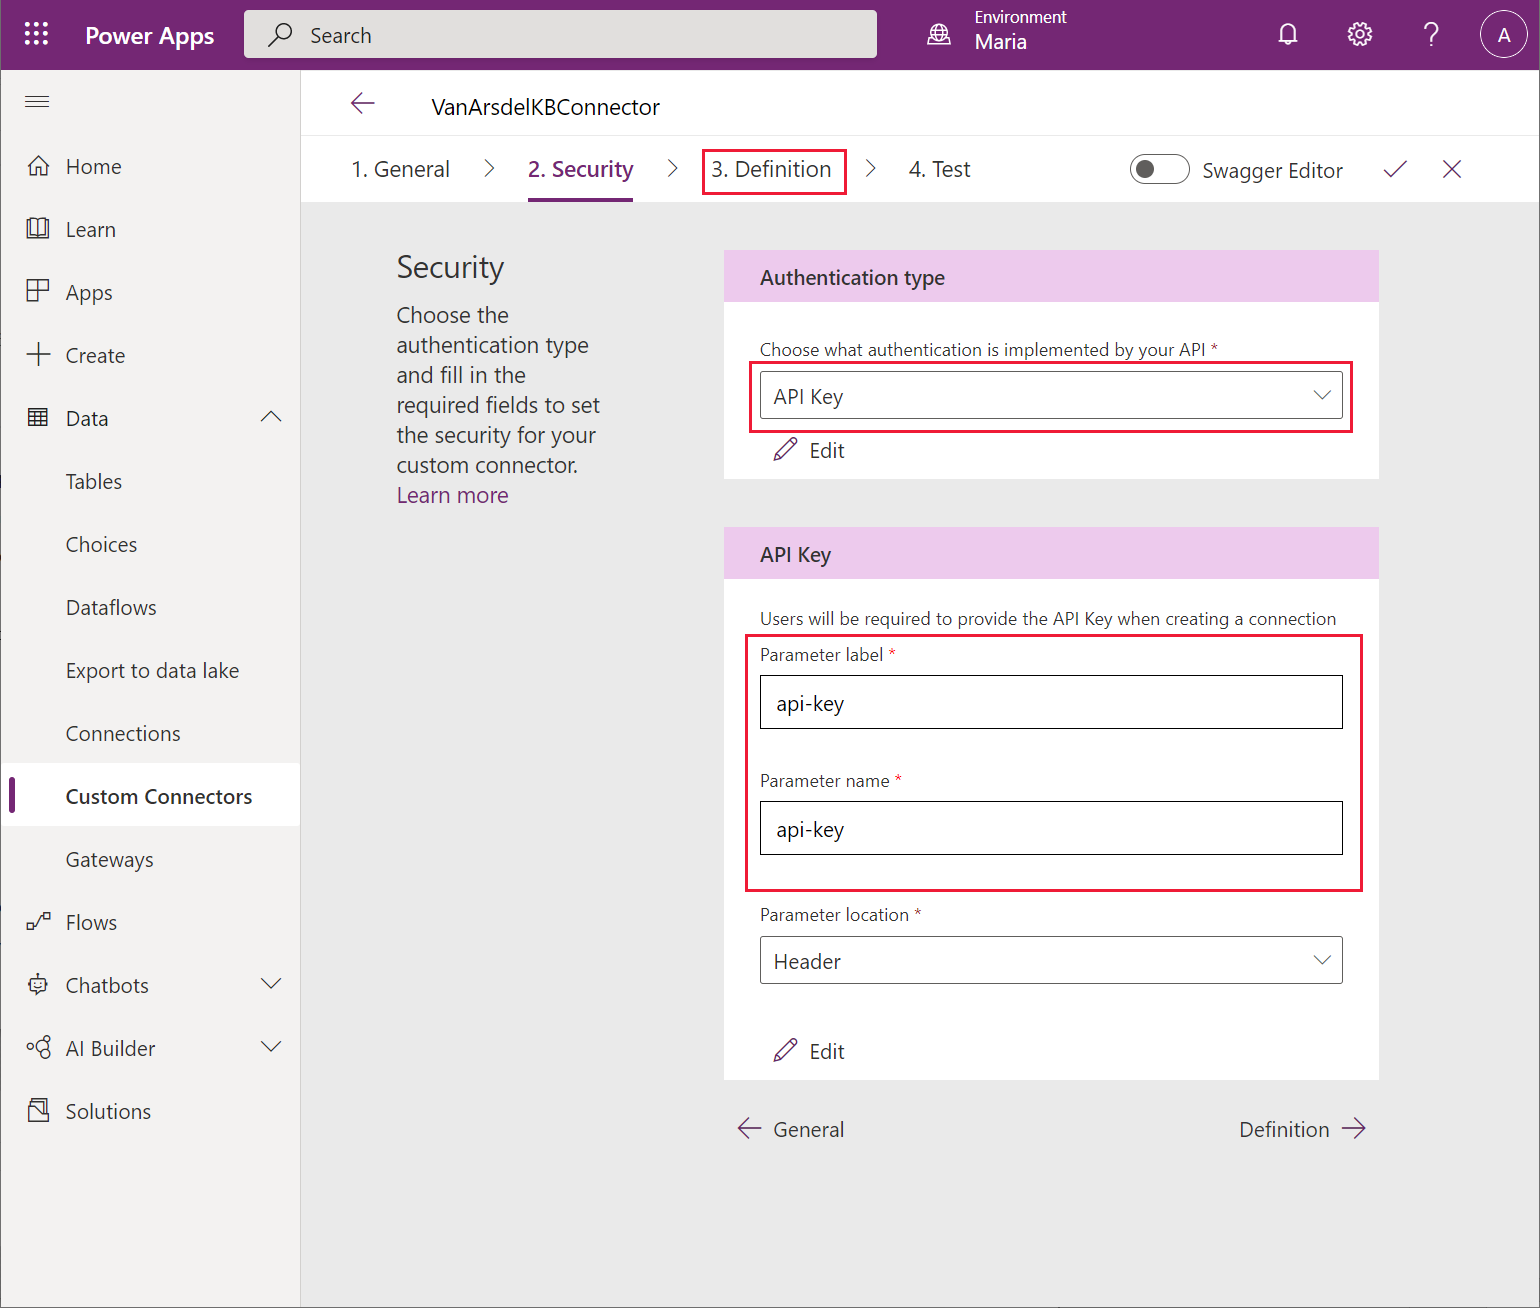 Power Apps
Search
Environment
Maria
?
A
VanArsdelKBConnector
1. General
2. Security
3. Definition
4. Test
Swagger Editor
Home
Learn
Apps
Create
Data
Tables
Choices
Dataflows
Export to data lake
Connections
Custom Connectors
Gateways
Flows
Chatbots
AI Builder
Solutions
Security
Choose the
authentication type
and fill in the
required fields to set
the security for your
custom connector.
Learn more
Authentication type
Choose what authentication is implemented by your API *
API Key
Edit
API Key
Users will be required to provide the API Key when creating a connection
Parameter label *
api-key
Parameter name *
api-key
Parameter location *
Header
Edit
General
Definition